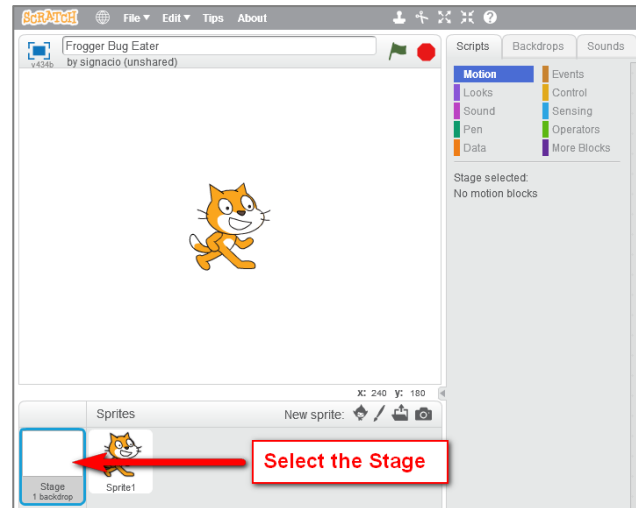 SCRATCH File Edit Tips About
Frogger Bug Eater
v434b by signacio (unshared)
Scripts Backdrops Sounds
Motion Events
Looks Control
Sound Sensing
Pen Operators
Data More Blocks
Stage selected:
No motion blocks
X: 240 y: 180
Sprites New sprite:
Select the Stage
Stage Sprite1
1 backdrop